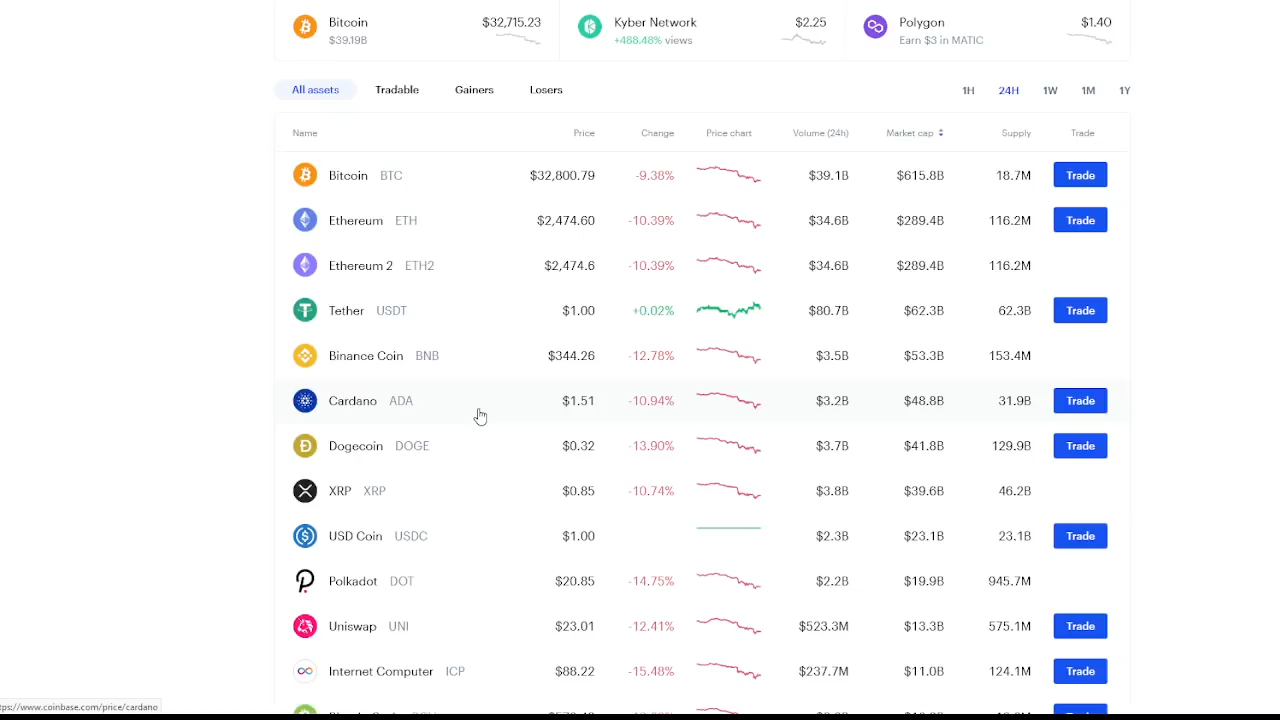 Bitcoin $32,715.23 Kyber Network $2.25 Polygon $1.40
$39.19B +488.48% views Earn $3 in MATIC
All assets Tradable Gainers Losers 1H 24H 1W 1M 1Y
Name Price Change Price chart Volume (24h) Market cap Supply Trade
Bitcoin BTC $32,800.79 -9.38% $39.1B $615.8B 18.7M Trade
Ethereum ETH $2,474.60 -10.39% $34.6B $289.4B 116.2M Trade
Ethereum 2 ETH2 $2,474.6 -10.39% $34.6B $289.4B 116.2M
Tether USDT $1.00 +0.02% $80.7B $62.3B 62.3B Trade
Binance Coin BNB $344.26 -12.78% $3.5B $53.3B 153.4M
Cardano ADA $1.51 -10.94% $3.2B $48.8B 31.9B Trade
Dogecoin DOGE $0.32 -13.90% $3.7B $41.8B 129.9B Trade
XRP XRP $0.85 -10.74% $3.8B $39.6B 46.2B
USD Coin USDC $1.00 $2.3B $23.1B 23.1B Trade
Polkadot DOT $20.85 -14.75% $2.2B $19.9B 945.7M
Uniswap UNI $23.01 -12.41% $523.3M $13.3B 575.1M Trade
Internet Computer ICP $88.22 -15.48% $237.7M $11.0B 124.1M Trade
tps://www.coinbase.com/price/cardano